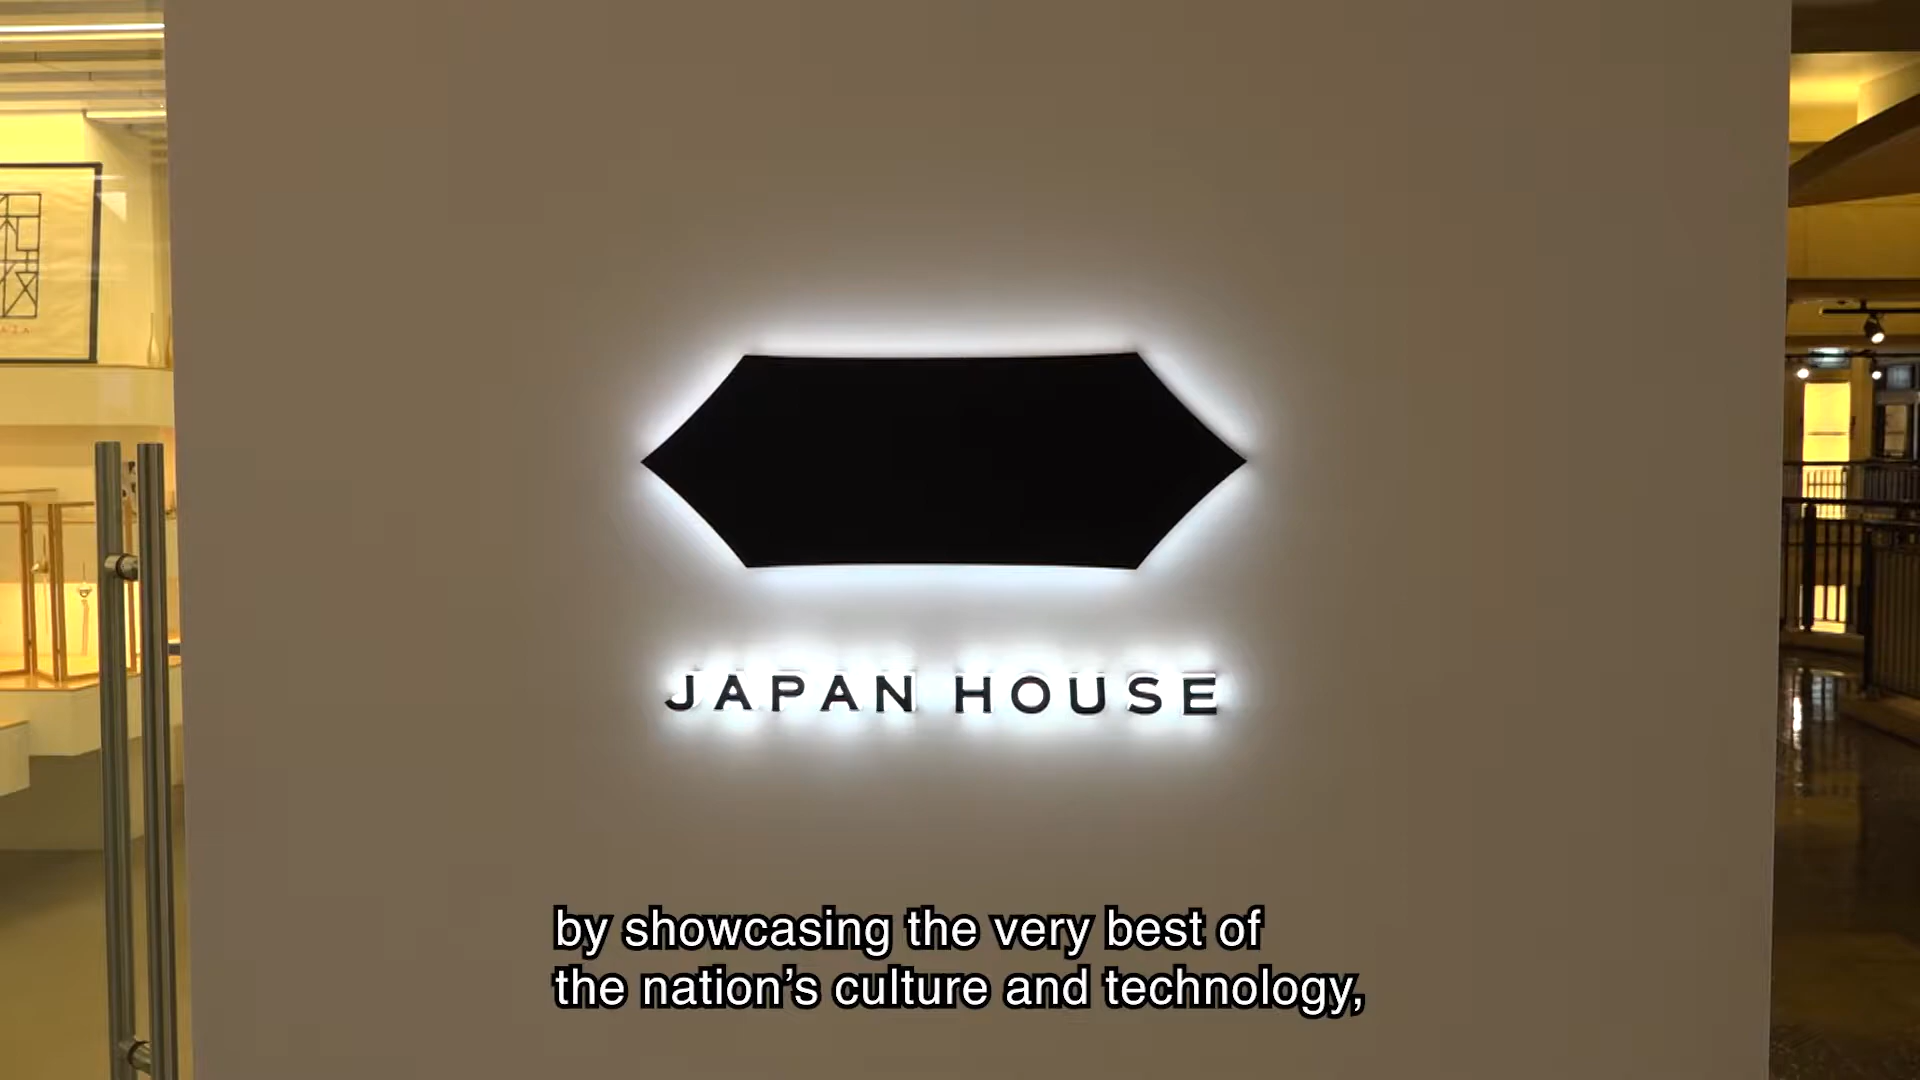 JAPAN HOUSE
by showcasing the very best of
the nation’s culture and technology,